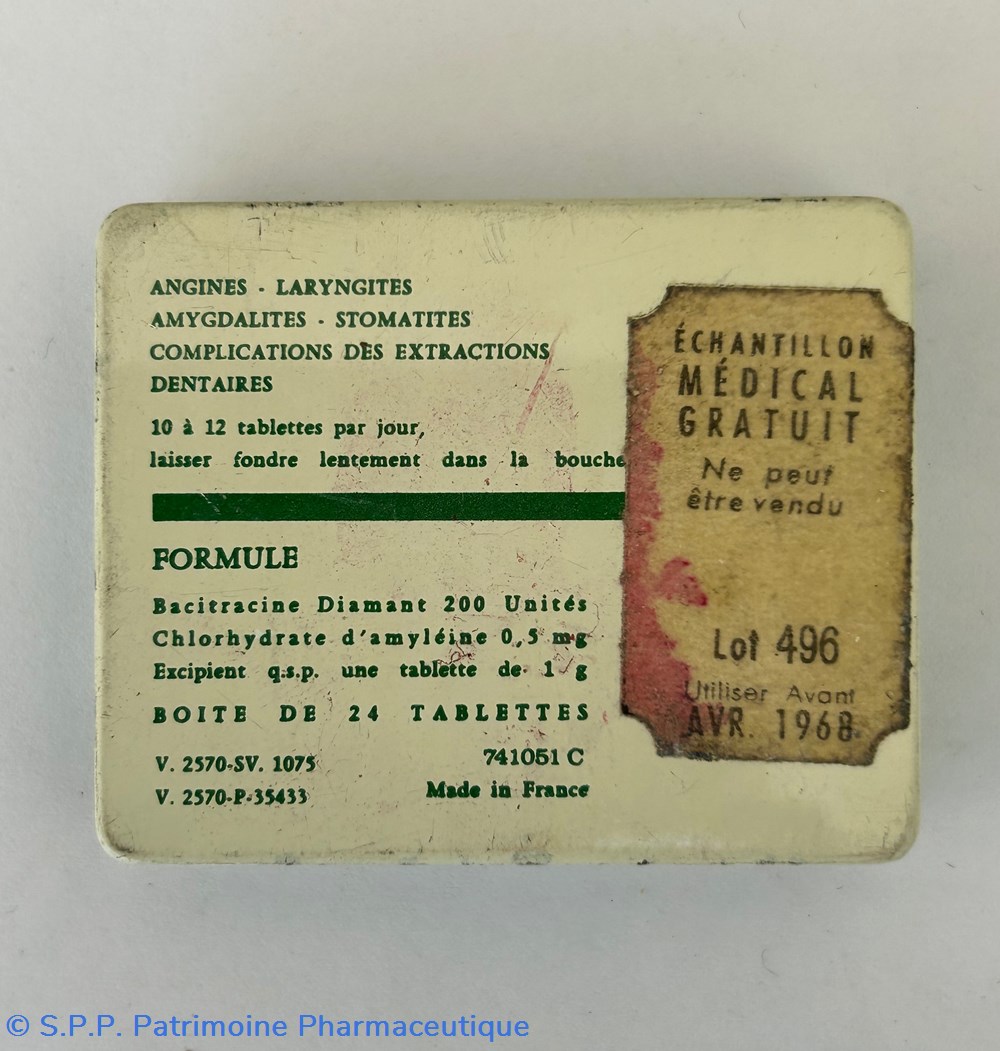 ANGINES - LARYNGITES
AMYGDALITES - STOMATITES
COMPLICATIONS DES EXTRACTIONS
DENTAIRES
10 à 12 tablettes par jour,
laisser fondre lentement dans la bouche
FORMULE
Bacitracine Diamant 200 Unités
Chlorhydrate d'amyléine 0,5 mg
Excipient q.s.p. une tablette de 1 g
BOITE DE 24 TABLETTES
V. 2570-SV. 1075
741051 C
V. 2570-P-35433
Made in France
ÉCHANTILLON
MÉDICAL
GRATUIT
Ne peut
être vendu
Lot 496
Utiliser Avant
AVR. 1968
© S.P.P. Patrimoine Pharmaceutique